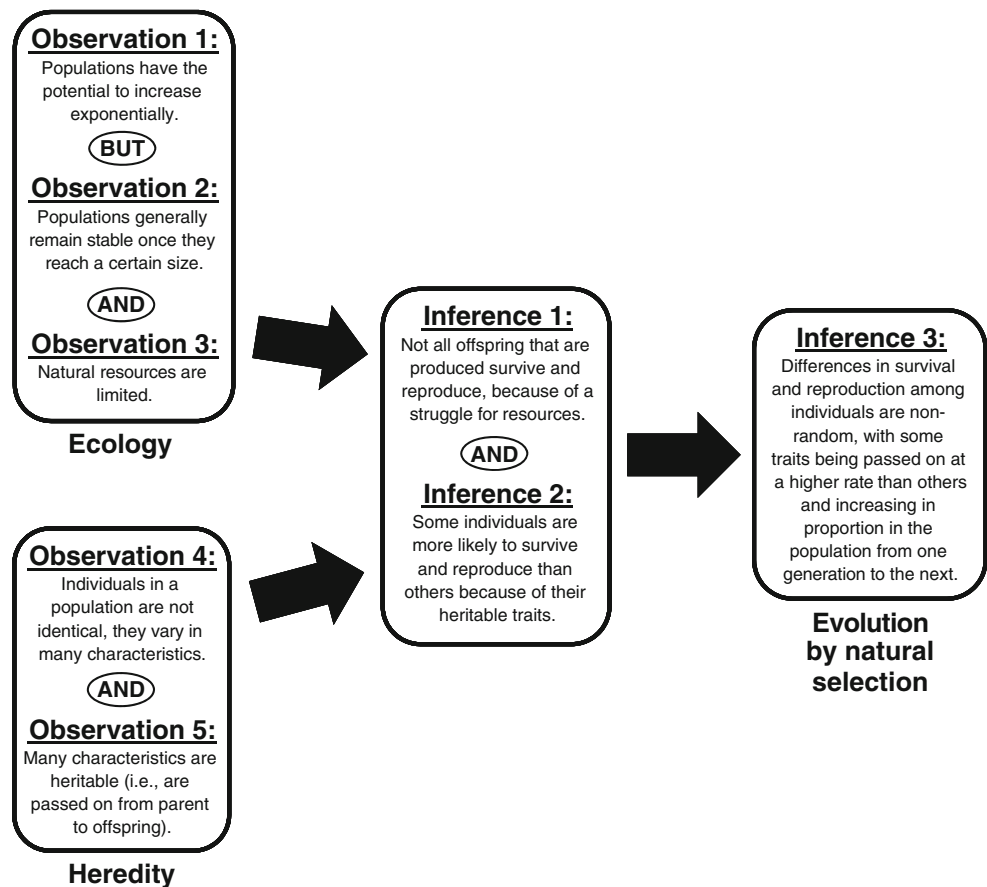 Observation 1:
Populations have the
potential to increase
exponentially.
BUT
Observation 2:
Populations generally
remain stable once they
reach a certain size.
AND
Observation 3:
Natural resources are
limited.
Ecology
Observation 4:
Individuals in a
population are not
identical, they vary in
many characteristics.
AND
Observation 5:
Many characteristics are
heritable (i.e., are
passed on from parent
to offspring).
Heredity
Inference 1:
Not all offspring that are
produced survive and
reproduce, because of a
struggle for resources.
AND
Inference 2:
Some individuals are
more likely to survive
and reproduce than
others because of their
heritable traits.
Inference 3:
Differences in survival
and reproduction among
individuals are non-
random, with some
traits being passed on at
a higher rate than others
and increasing in
proportion in the
population from one
generation to the next.
Evolution
by natural
selection